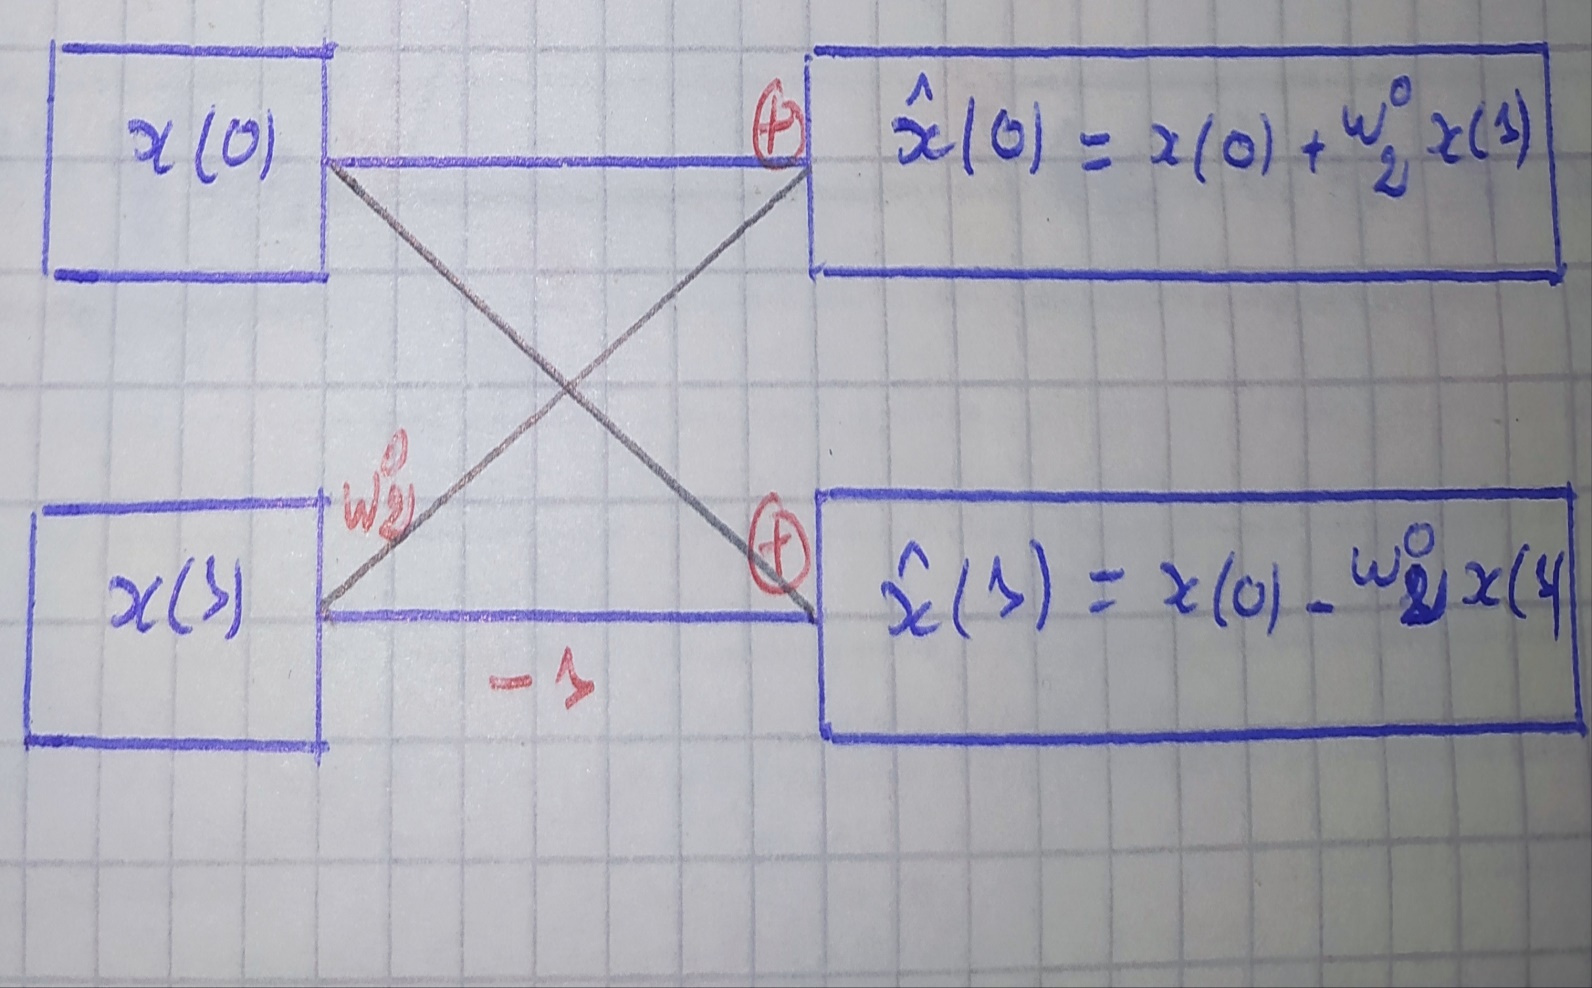 x(0)
⊕
x̂(0) = x(0) + w₂⁰ x(1)
w₂⁰
x(1)
⊕
x̂(1) = x(0) - w₂⁰ x(1)
-1